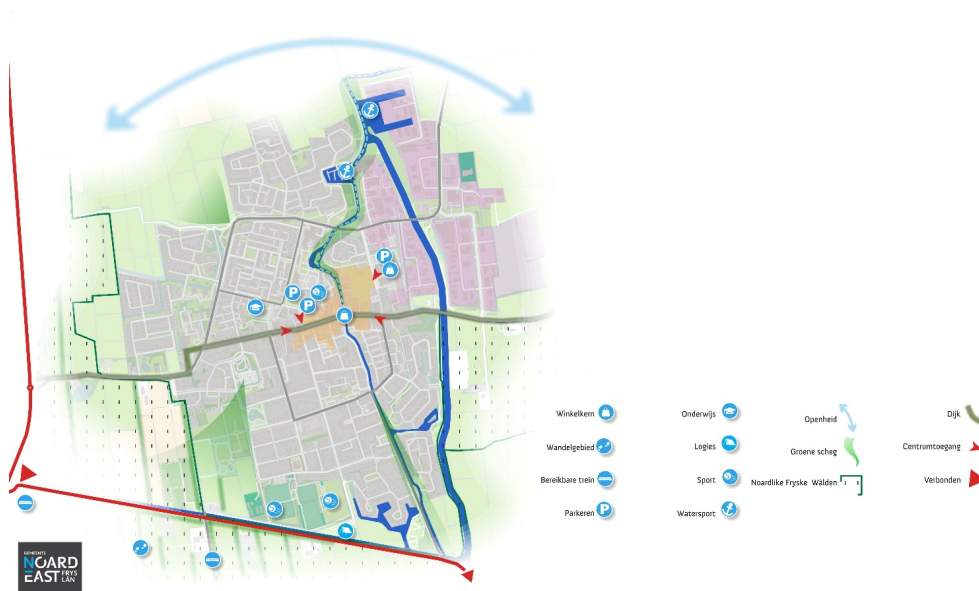 Winkelkern
Wandelgebied
Bereikbare trein
Parkeren
P
Onderwijs
Logies
Sport
Watersport
Openheid
Groene scheg
Noardlike Fryske Wâlden
Dijk
Centrumtoegang
Verbonden
P
P
P
GEMEENTE
NOARD
EAST FRYS
LÂN